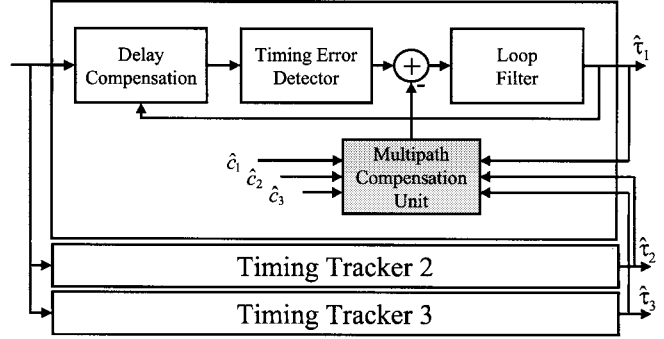 Delay
Compensation
Timing Error
Detector
+
-
Loop
Filter
τ̂₁
ĉ₁
ĉ₂
ĉ₃
Multipath
Compensation
Unit
Timing Tracker 2
τ̂₂
Timing Tracker 3
τ̂₃